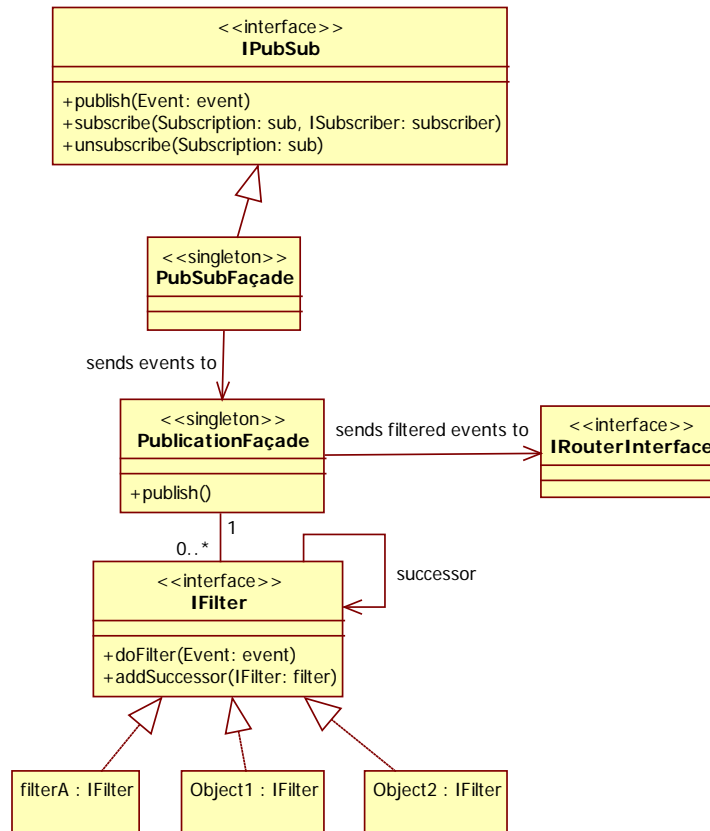 <<interface>>
IPubSub
+publish(Event: event)
+subscribe(Subscription: sub, ISubscriber: subscriber)
+unsubscribe(Subscription: sub)
<<singleton>>
PubSubFaçade
sends events to
<<singleton>>
PublicationFaçade
+publish()
sends filtered events to
<<interface>>
IRouterInterface
1
0..*
<<interface>>
IFilter
+doFilter(Event: event)
+addSuccessor(IFilter: filter)
successor
filterA : IFilter
Object1 : IFilter
Object2 : IFilter